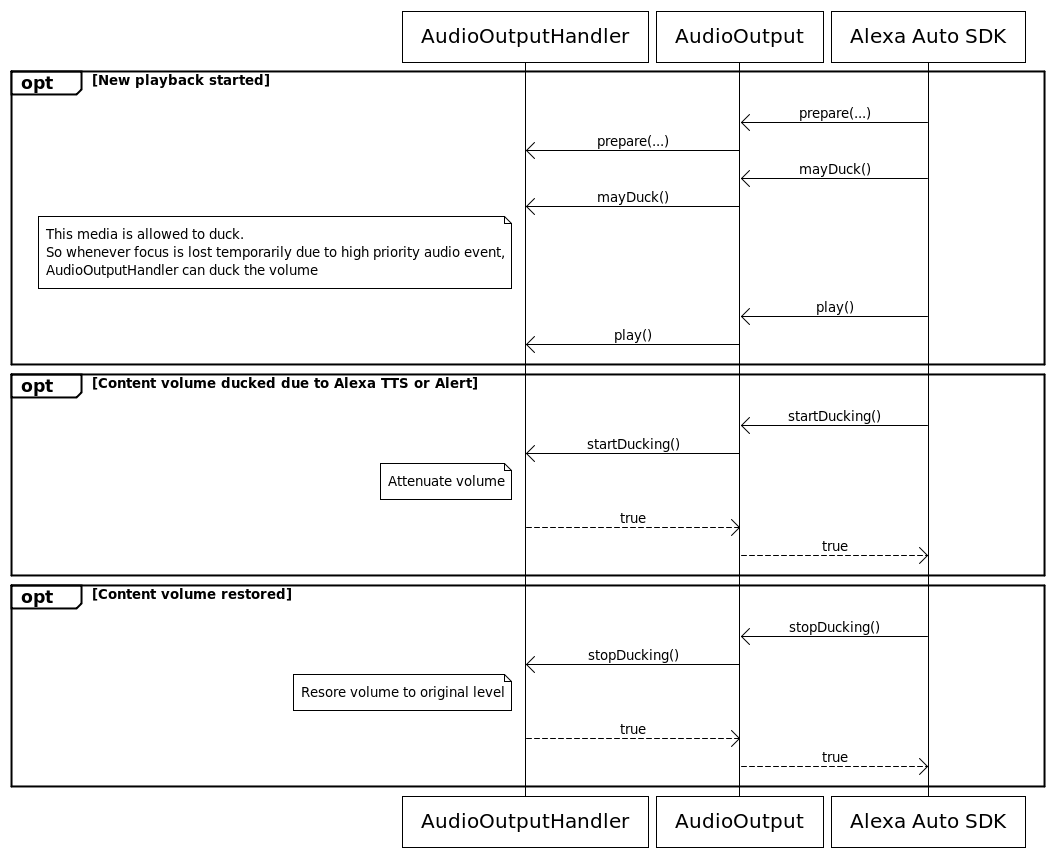 AudioOutputHandler
AudioOutput
Alexa Auto SDK
opt
[New playback started]
prepare(...)
prepare(...)
mayDuck()
mayDuck()
This media is allowed to duck.
So whenever focus is lost temporarily due to high priority audio event,
AudioOutputHandler can duck the volume
play()
play()
opt
[Content volume ducked due to Alexa TTS or Alert]
startDucking()
startDucking()
Attenuate volume
true
true
opt
[Content volume restored]
stopDucking()
stopDucking()
Resore volume to original level
true
true
AudioOutputHandler
AudioOutput
Alexa Auto SDK